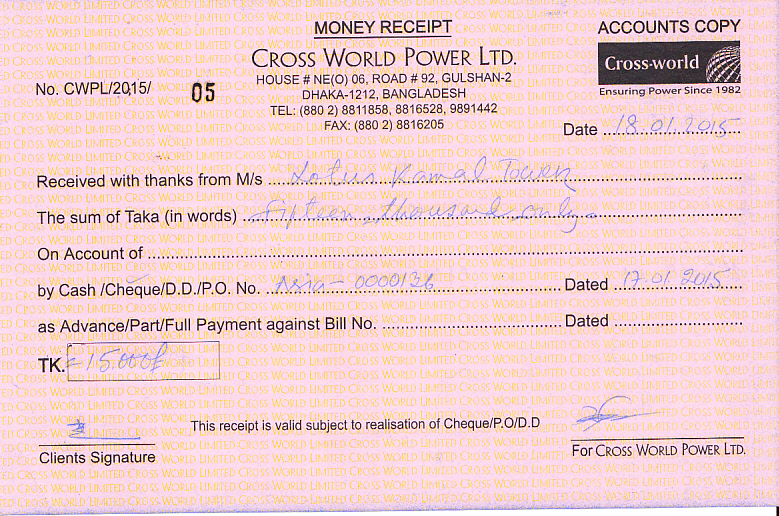 MONEY RECEIPT
ACCOUNTS COPY
CROSS WORLD POWER LTD.
Cross-world
Ensuring Power Since 1982
No. CWPL/2015/ 05
HOUSE # NE(O) 06, ROAD # 92, GULSHAN-2
DHAKA-1212, BANGLADESH
TEL: (880 2) 8811858, 8816528, 9891442
FAX: (880 2) 8816205
Date 18.01.2015
Received with thanks from M/s Lotus Kamal Tower
The sum of Taka (in words) fifteen thousand only.
On Account of
by Cash /Cheque/D.D./P.O. No. Asia - 0000136 Dated 17.01.2015
as Advance/Part/Full Payment against Bill No. Dated
TK. = 15.000/
This receipt is valid subject to realisation of Cheque/P.O/D.D
Clients Signature
For CROSS WORLD POWER LTD.